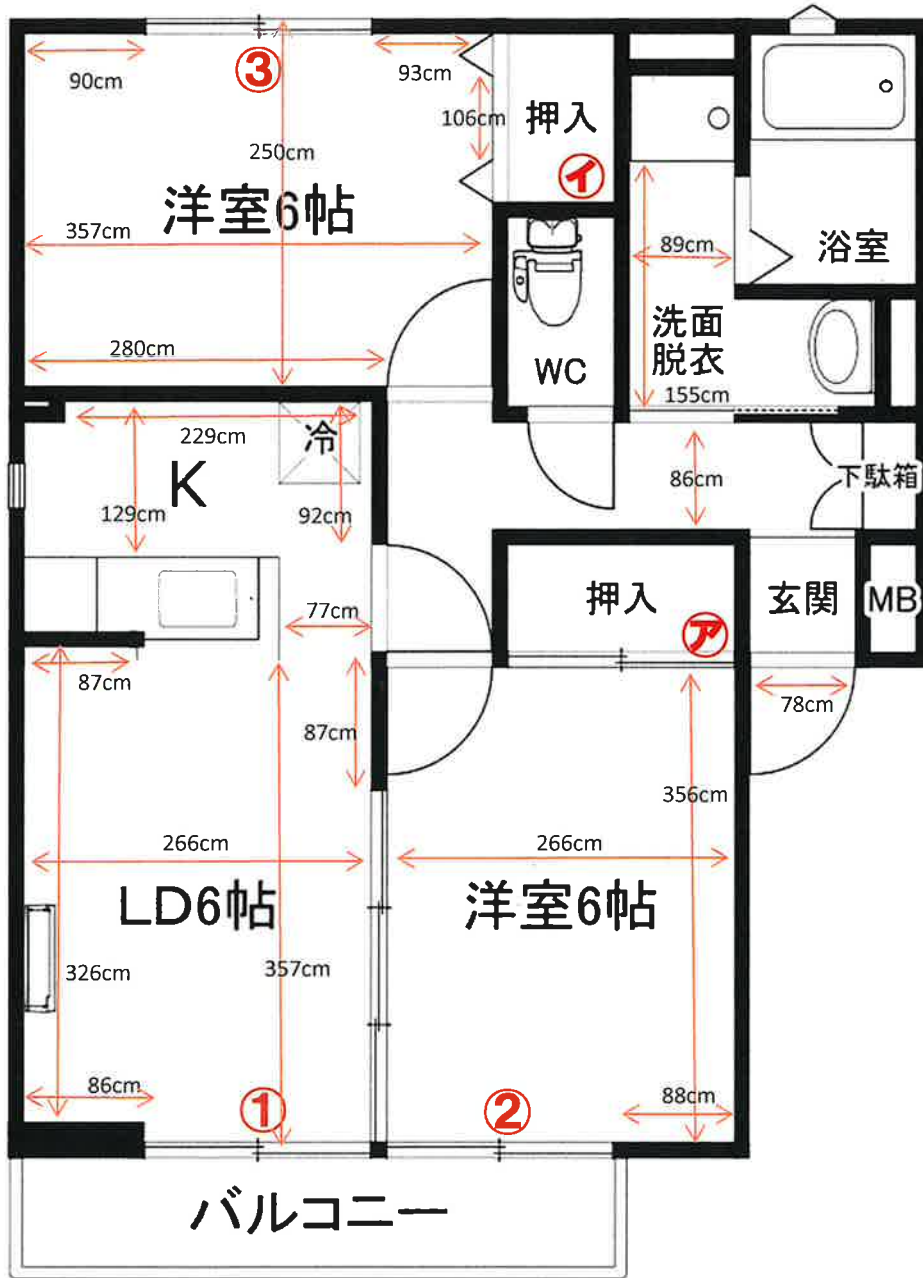 ③
90cm
93cm
106cm
押入
㋑
250cm
洋室6帖
357cm
280cm
89cm
浴室
洗面
脱衣
155cm
WC
229cm
冷
K
129cm
92cm
86cm
下駄箱
77cm
押入
㋐
玄関
MB
87cm
87cm
78cm
356cm
266cm
266cm
LD6帖
洋室6帖
326cm
357cm
86cm
①
②
88cm
バルコニー